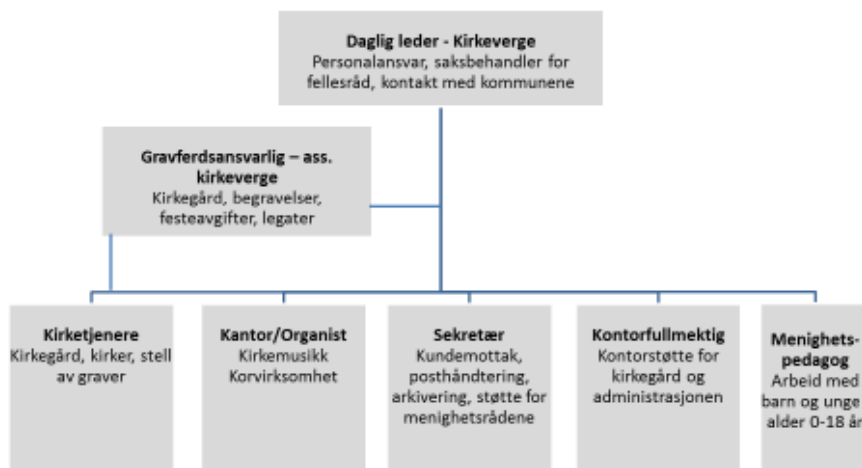 Daglig leder - Kirkeverge
Personalansvar, saksbehandler for
fellesråd, kontakt med kommunene
Gravferdsansvarlig – ass.
kirkeverge
Kirkegård, begravelser,
festeavgifter, legater
Kirketjenere
Kirkegård, kirker, stell
av graver
Kantor/Organist
Kirkemusikk
Korvirksomhet
Sekretær
Kundemottak,
posthåndtering,
arkivering, støtte for
menighetsrådene
Kontorfullmektig
Kontorstøtte for
kirkegård og
administrasjonen
Menighets-
pedagog
Arbeid med
barn og unge
alder 0-18 år